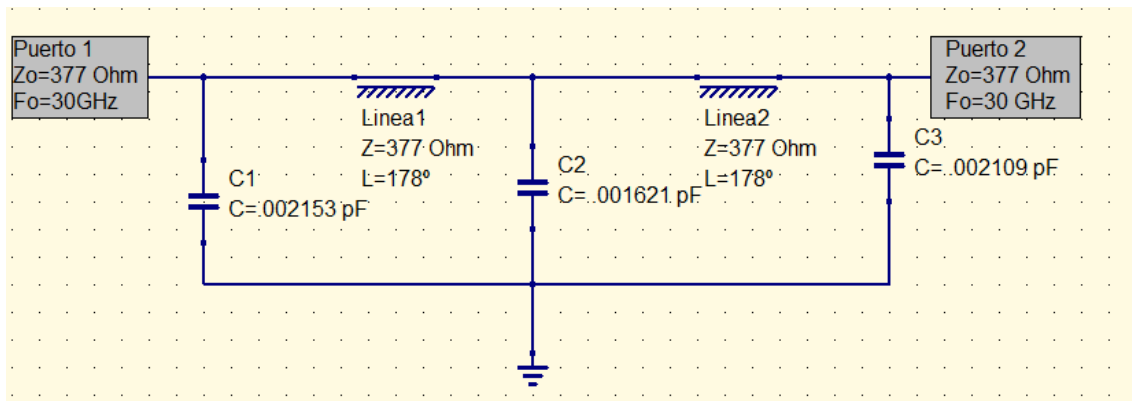 Puerto 1
Zo=377 Ohm
Fo=30GHz
Linea1
Z=377 Ohm
L=178º
C1
C=.002153 pF
C2
C=.001621 pF
Linea2
Z=377 Ohm
L=178º
C3
C=.002109 pF
Puerto 2
Zo=377 Ohm
Fo=30 GHz